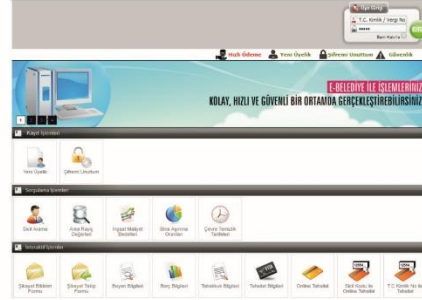 Üye Girişi
T.C. Kimlik / Vergi No
Beni Hatırla
Hızlı Ödeme
Yeni Üyelik
Şifremi Unuttum
Güvenlik
E-BELEDİYE İLE İŞLEMLERİNİZ
KOLAY, HIZLI VE GÜVENLİ BİR ORTAMDA GERÇEKLEŞTİREBİLİRSİNİZ
Kayıt İşlemleri
Yeni Üyelik
Şifremi Unuttum
Sorgulama İşlemleri
Sicil Arama
Arsa Rayiç Değerleri
İnşaat Maliyet Bedelleri
Bina Aşınma Oranları
Çevre Temizlik Tarifeleri
İnteraktif İşlemler
Şikayet Bildirim Formu
Şikayet Takip Formu
Beyan Bilgileri
Borç Bilgileri
Tahakkuk Bilgileri
Tahsilat Bilgileri
Online Tahsilat
Sicil Kodu ile Online Tahsilat
T.C Kimlik No ile Tahsilat